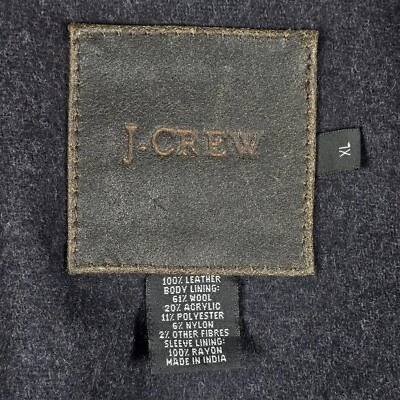 J-CREW
XL
100% LEATHER
BODY LINING:
61% WOOL
20% ACRYLIC
11% POLYESTER
6% NYLON
2% OTHER FIBRES
SLEEVE LINING:
100% RAYON
MADE IN INDIA